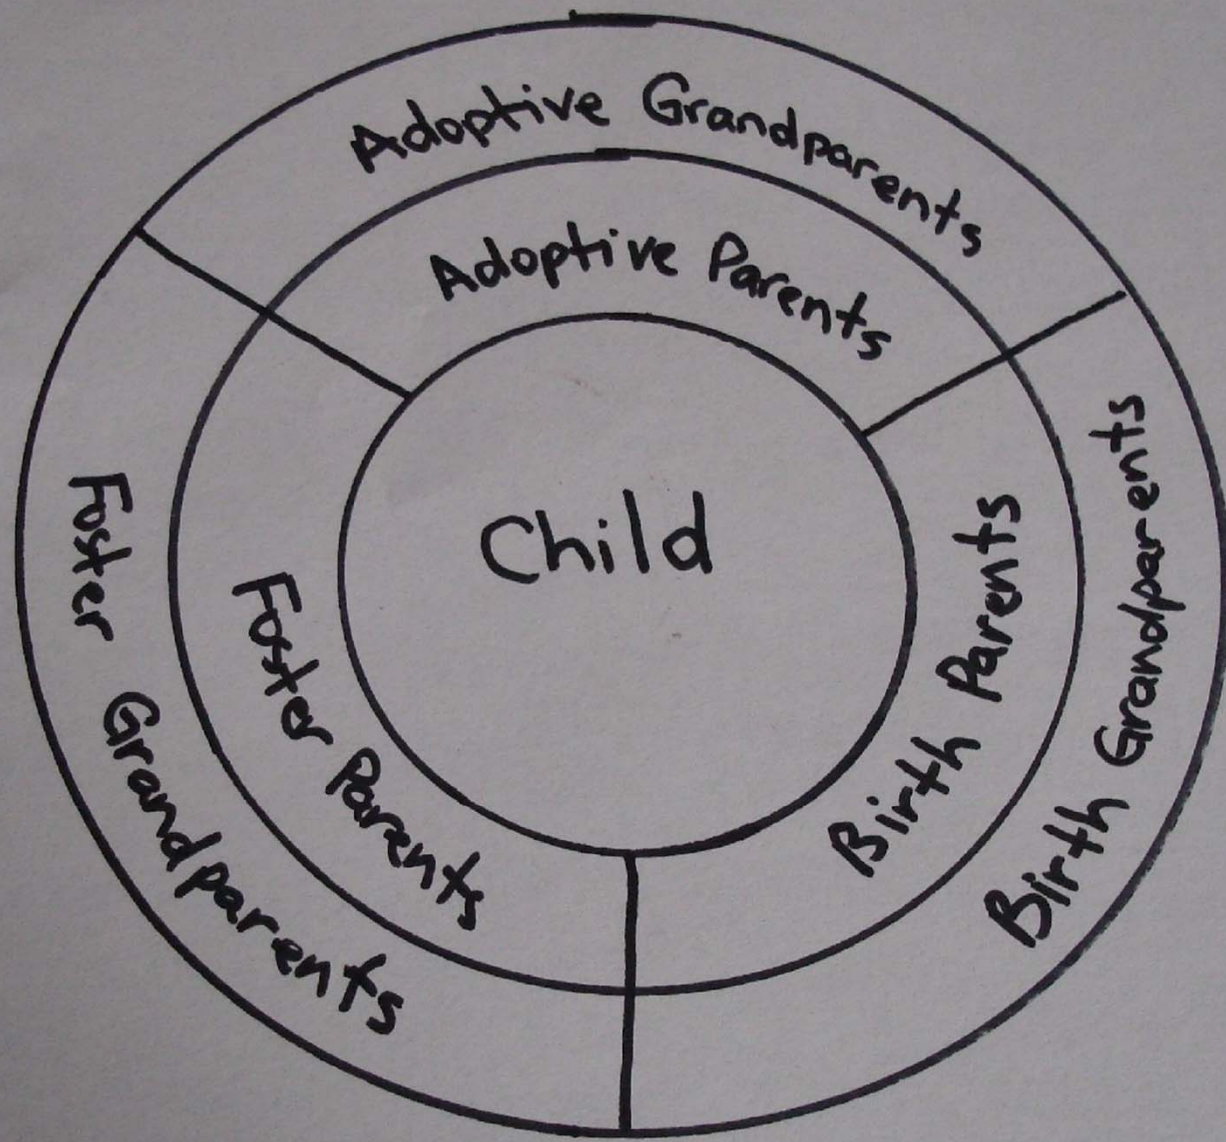 Adoptive Grandparents
Adoptive Parents
Child
Foster Parents
Foster Grandparents
Birth Parents
Birth Grandparents